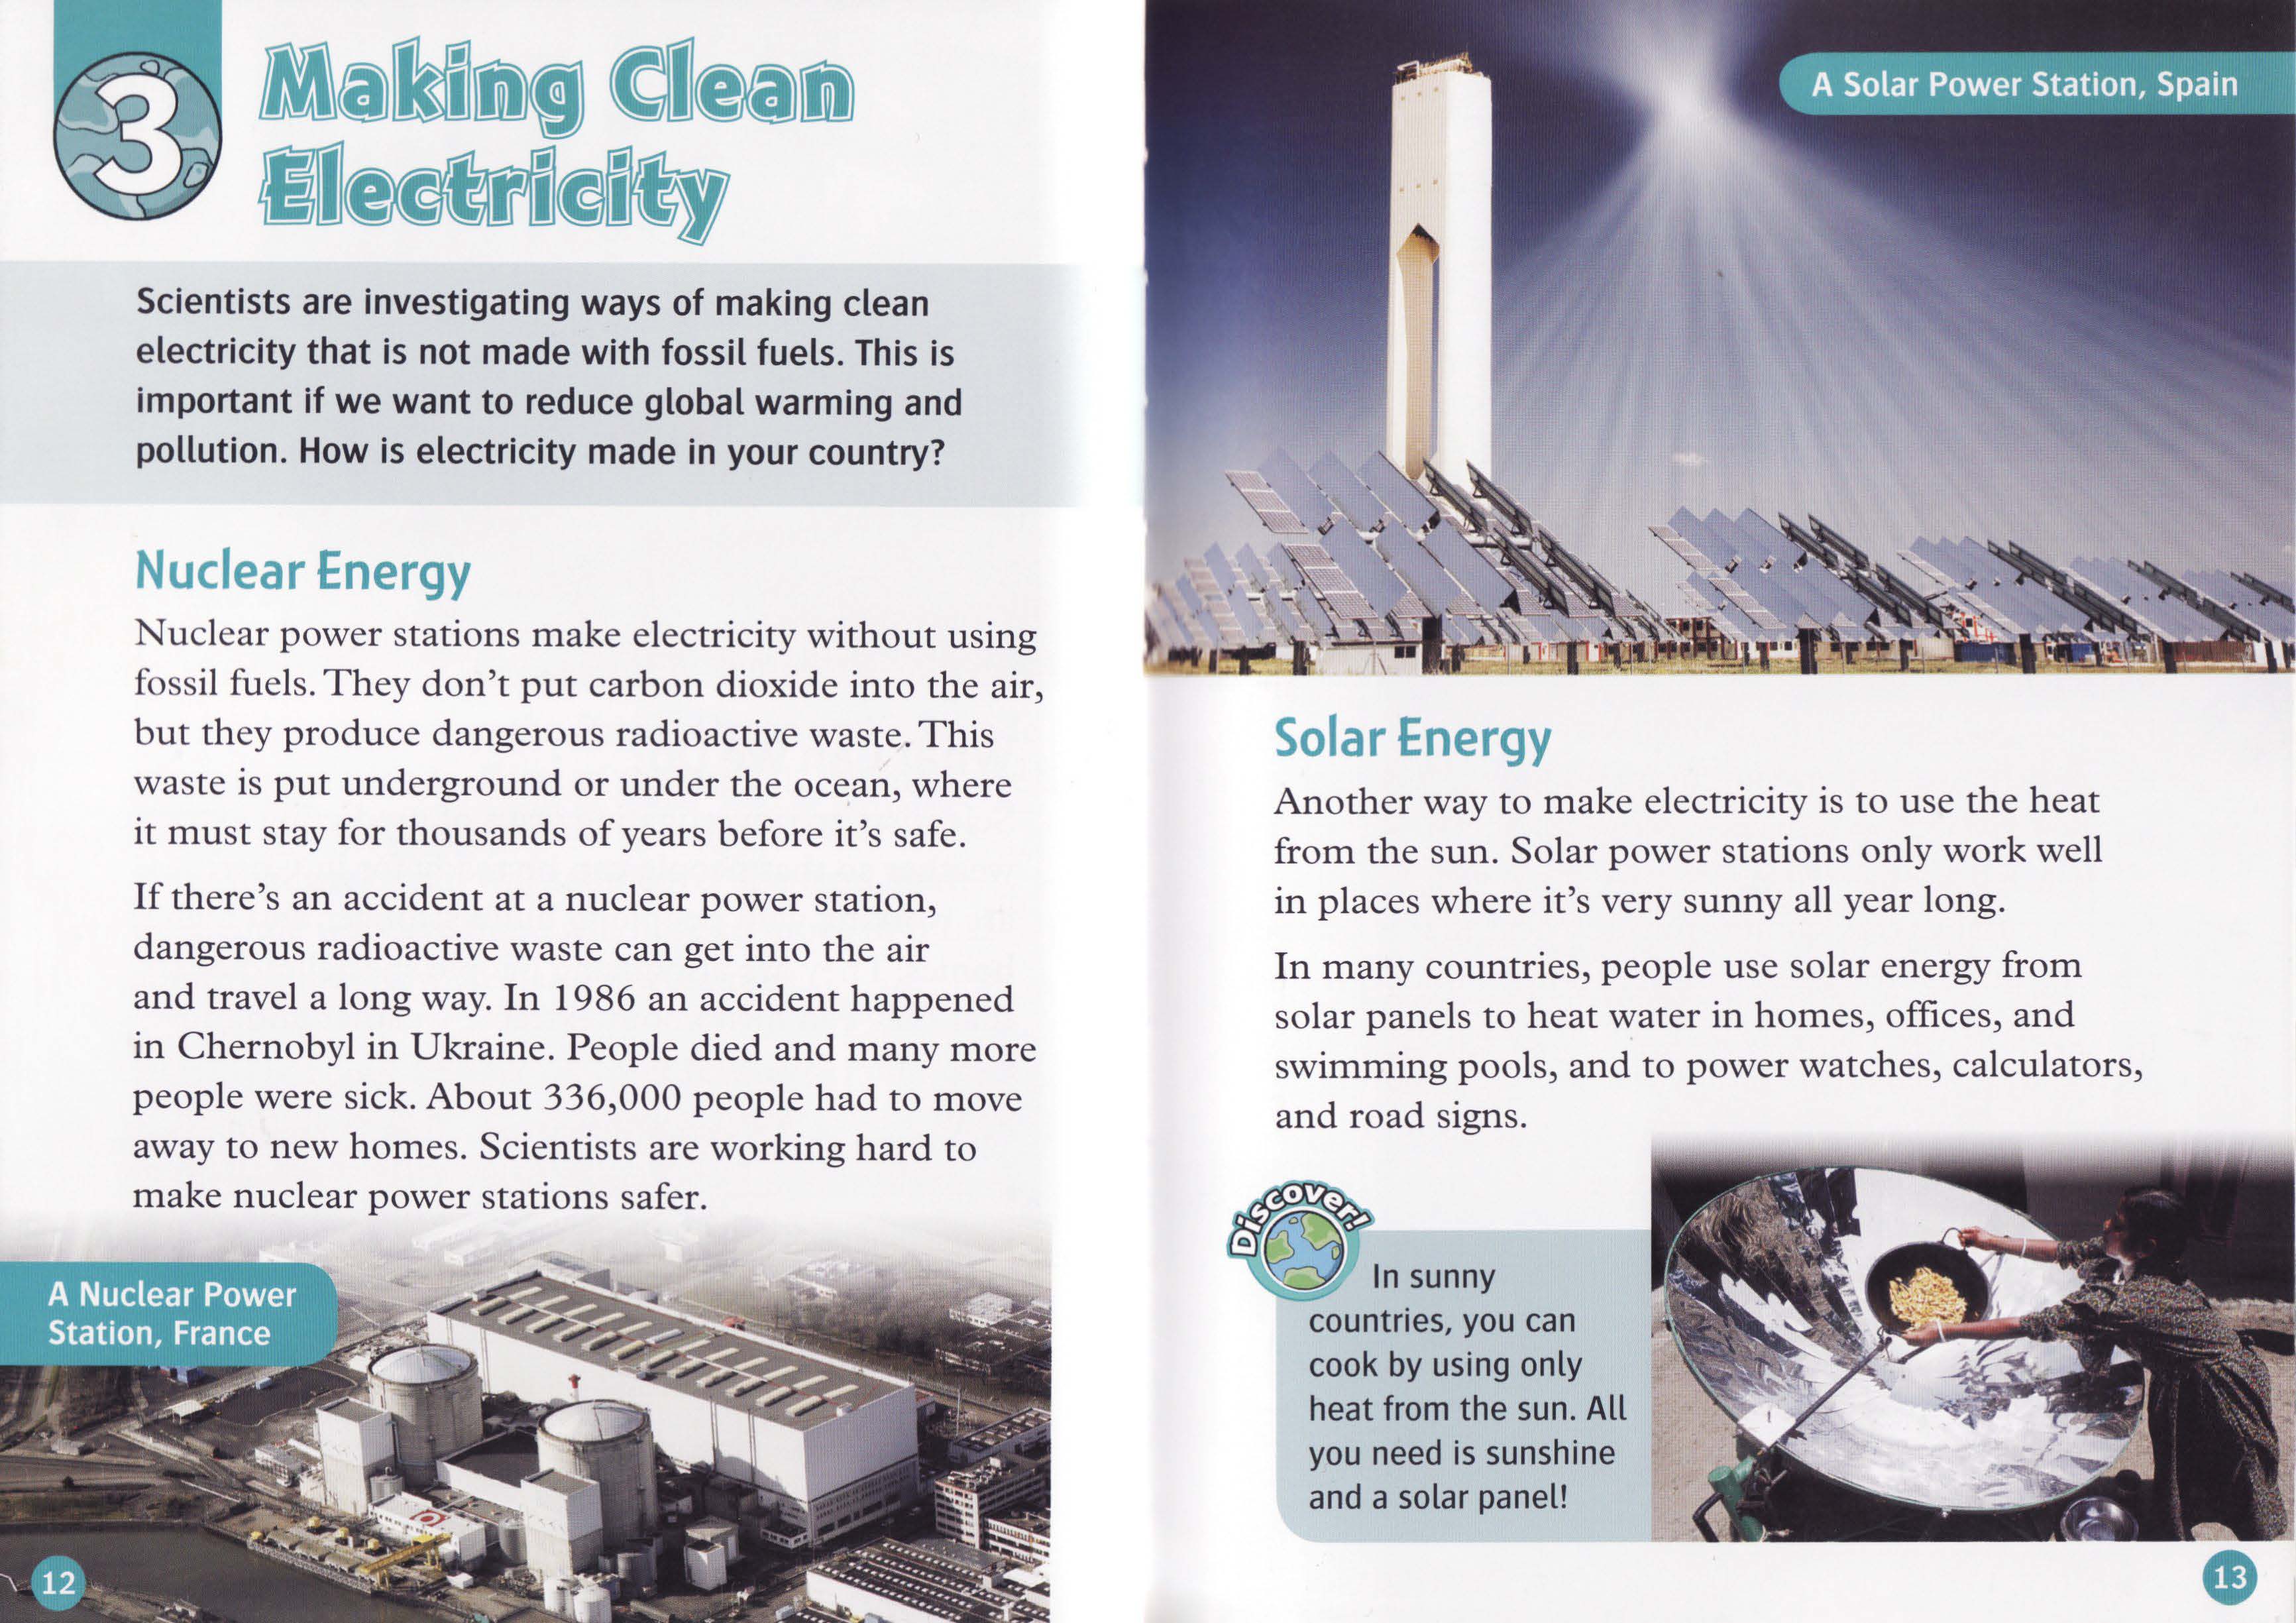 3
Making Clean
Electricity
Scientists are investigating ways of making clean
electricity that is not made with fossil fuels. This is
important if we want to reduce global warming and
pollution. How is electricity made in your country?
Nuclear Energy
Nuclear power stations make electricity without using
fossil fuels. They don't put carbon dioxide into the air,
but they produce dangerous radioactive waste. This
waste is put underground or under the ocean, where
it must stay for thousands of years before it's safe.
If there's an accident at a nuclear power station,
dangerous radioactive waste can get into the air
and travel a long way. In 1986 an accident happened
in Chernobyl in Ukraine. People died and many more
people were sick. About 336,000 people had to move
away to new homes. Scientists are working hard to
make nuclear power stations safer.
A Nuclear Power
Station, France
12
A Solar Power Station, Spain
Solar Energy
Another way to make electricity is to use the heat
from the sun. Solar power stations only work well
in places where it's very sunny all year long.
In many countries, people use solar energy from
solar panels to heat water in homes, offices, and
swimming pools, and to power watches, calculators,
and road signs.
Discover!
In sunny
countries, you can
cook by using only
heat from the sun. All
you need is sunshine
and a solar panel!
13